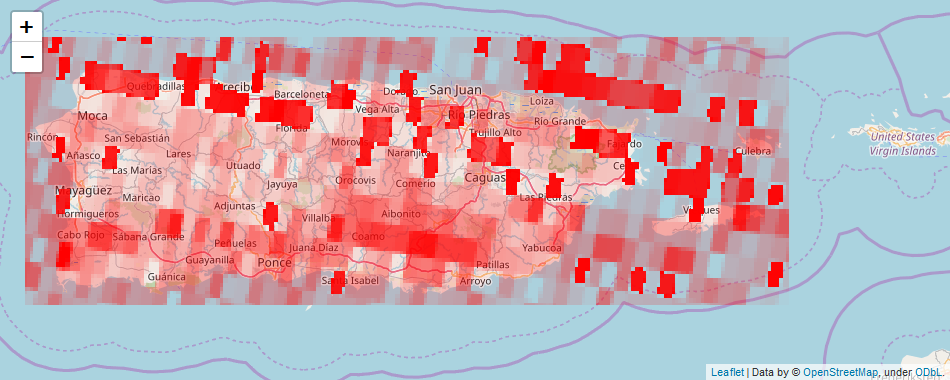 +
−
Quebradillas
Arecibo
Barceloneta
Dorado
San Juan
Moca
Vega Alta
Loíza
Florida
Río Piedras
Río Grande
Rincón
San Sebastián
Morovis
Trujillo Alto
Fajardo
Añasco
Lares
Naranjito
Culebra
United States
Virgin Islands
Las Marías
Utuado
Mayagüez
Jayuya
Orocovis
Comerío
Caguas
Maricao
Las Piedras
Hormigueros
Adjuntas
Villalba
Aibonito
Vieques
Cabo Rojo
Sábana Grande
Peñuelas
Juana Díaz
Coamo
Yabucoa
Guayanilla
Ponce
Patillas
Guánica
Santa Isabel
Arroyo
Leaflet | Data by © OpenStreetMap, under ODbL.